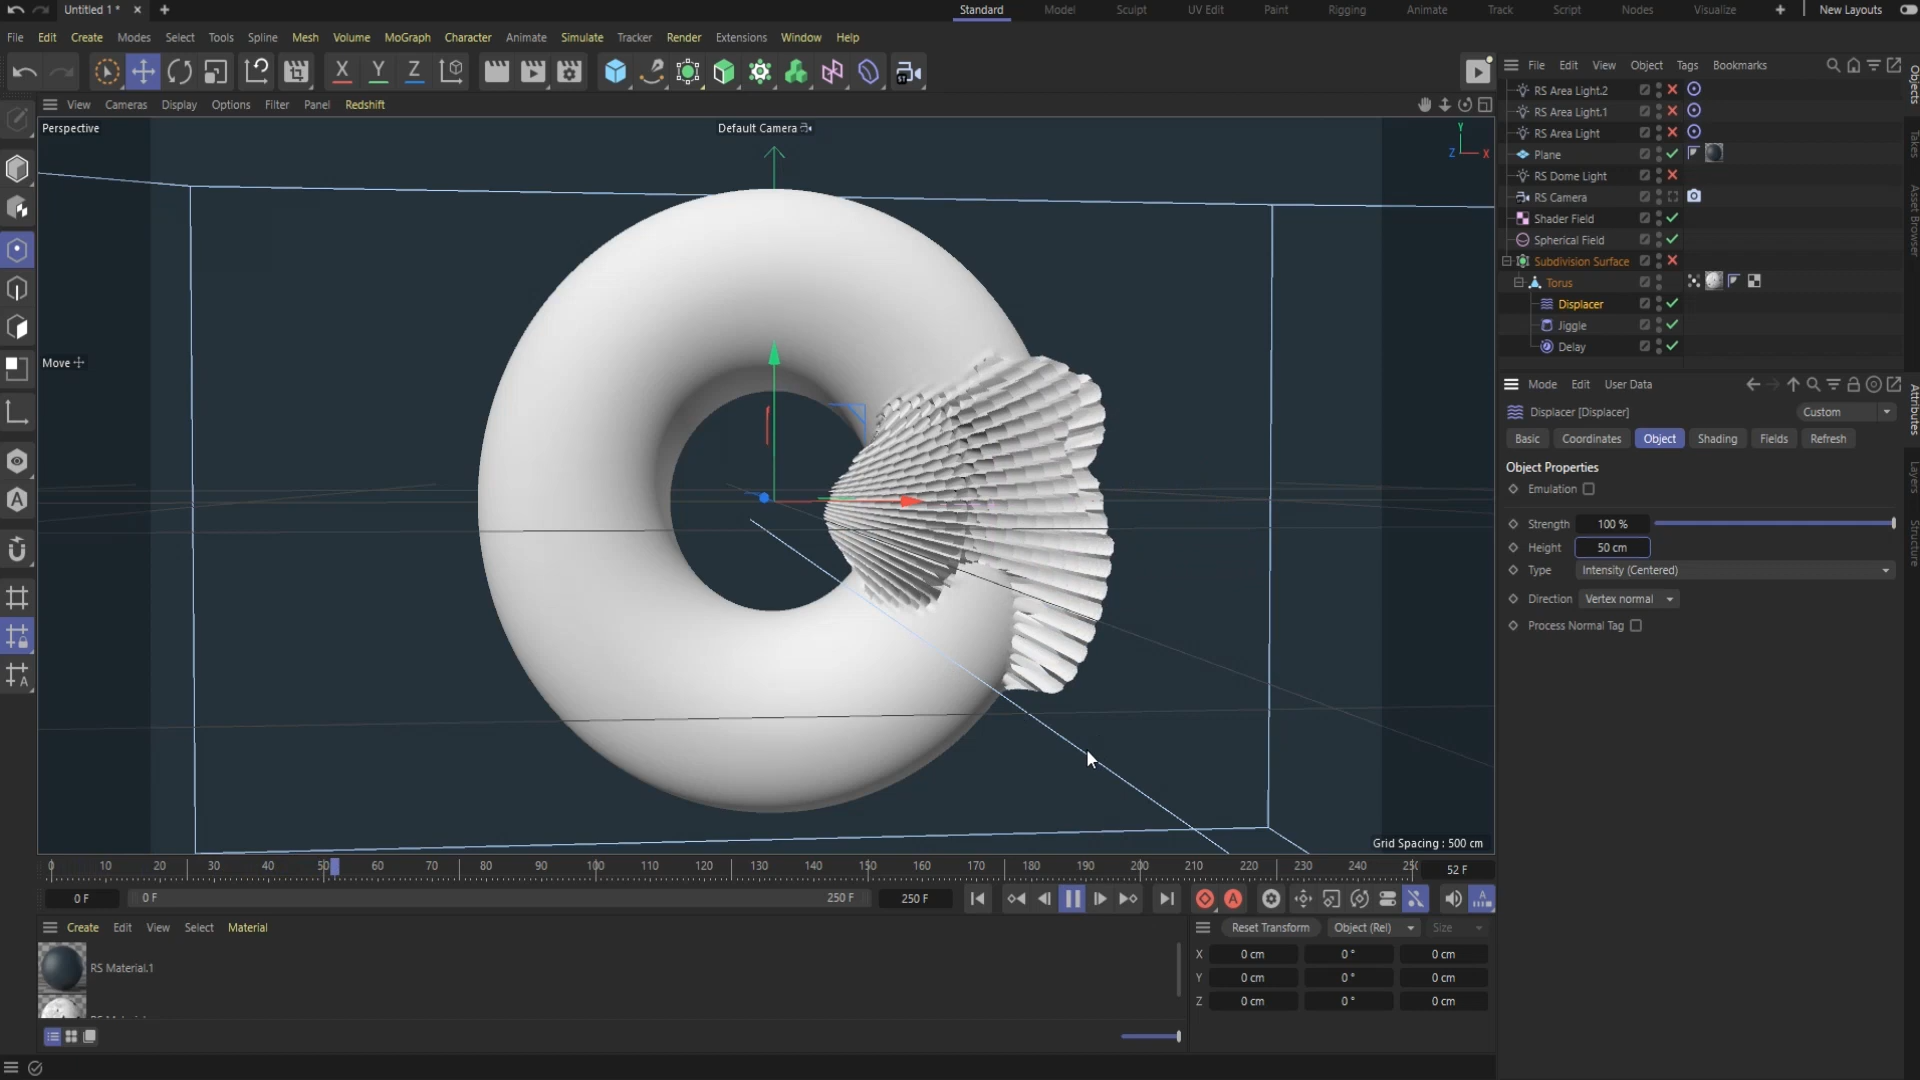 Untitled 1 *
Standard Model Sculpt UV Edit Paint Rigging Animate Track Script Nodes Visualize New Layouts
File Edit Create Modes Select Tools Spline Mesh Volume MoGraph Character Animate Simulate Tracker Render Extensions Window Help
X Y Z
File Edit View Object Tags Bookmarks
View Cameras Display Options Filter Panel Redshift
Perspective
Default Camera
Y
Z X
Move
RS Area Light.2
RS Area Light.1
RS Area Light
Plane
RS Dome Light
RS Camera
Shader Field
Spherical Field
Subdivision Surface
Torus
Displacer
Jiggle
Delay
Objects
Takes
Asset Browser
Attributes
Layers
Structure
Mode Edit User Data
Displacer [Displacer] Custom
Basic Coordinates Object Shading Fields Refresh
Object Properties
Emulation
Strength 100 %
Height 50 cm
Type Intensity (Centered)
Direction Vertex normal
Process Normal Tag
Grid Spacing : 500 cm
0 10 20 30 40 50 60 70 80 90 100 110 120 130 140 150 160 170 180 190 200 210 220 230 240 52 F
0 F 0 F 250 F 250 F
Create Edit View Select Material
Reset Transform Object (Rel) Size
RS Material.1
X 0 cm 0 ° 0 cm
Y 0 cm 0 ° 0 cm
Z 0 cm 0 ° 0 cm